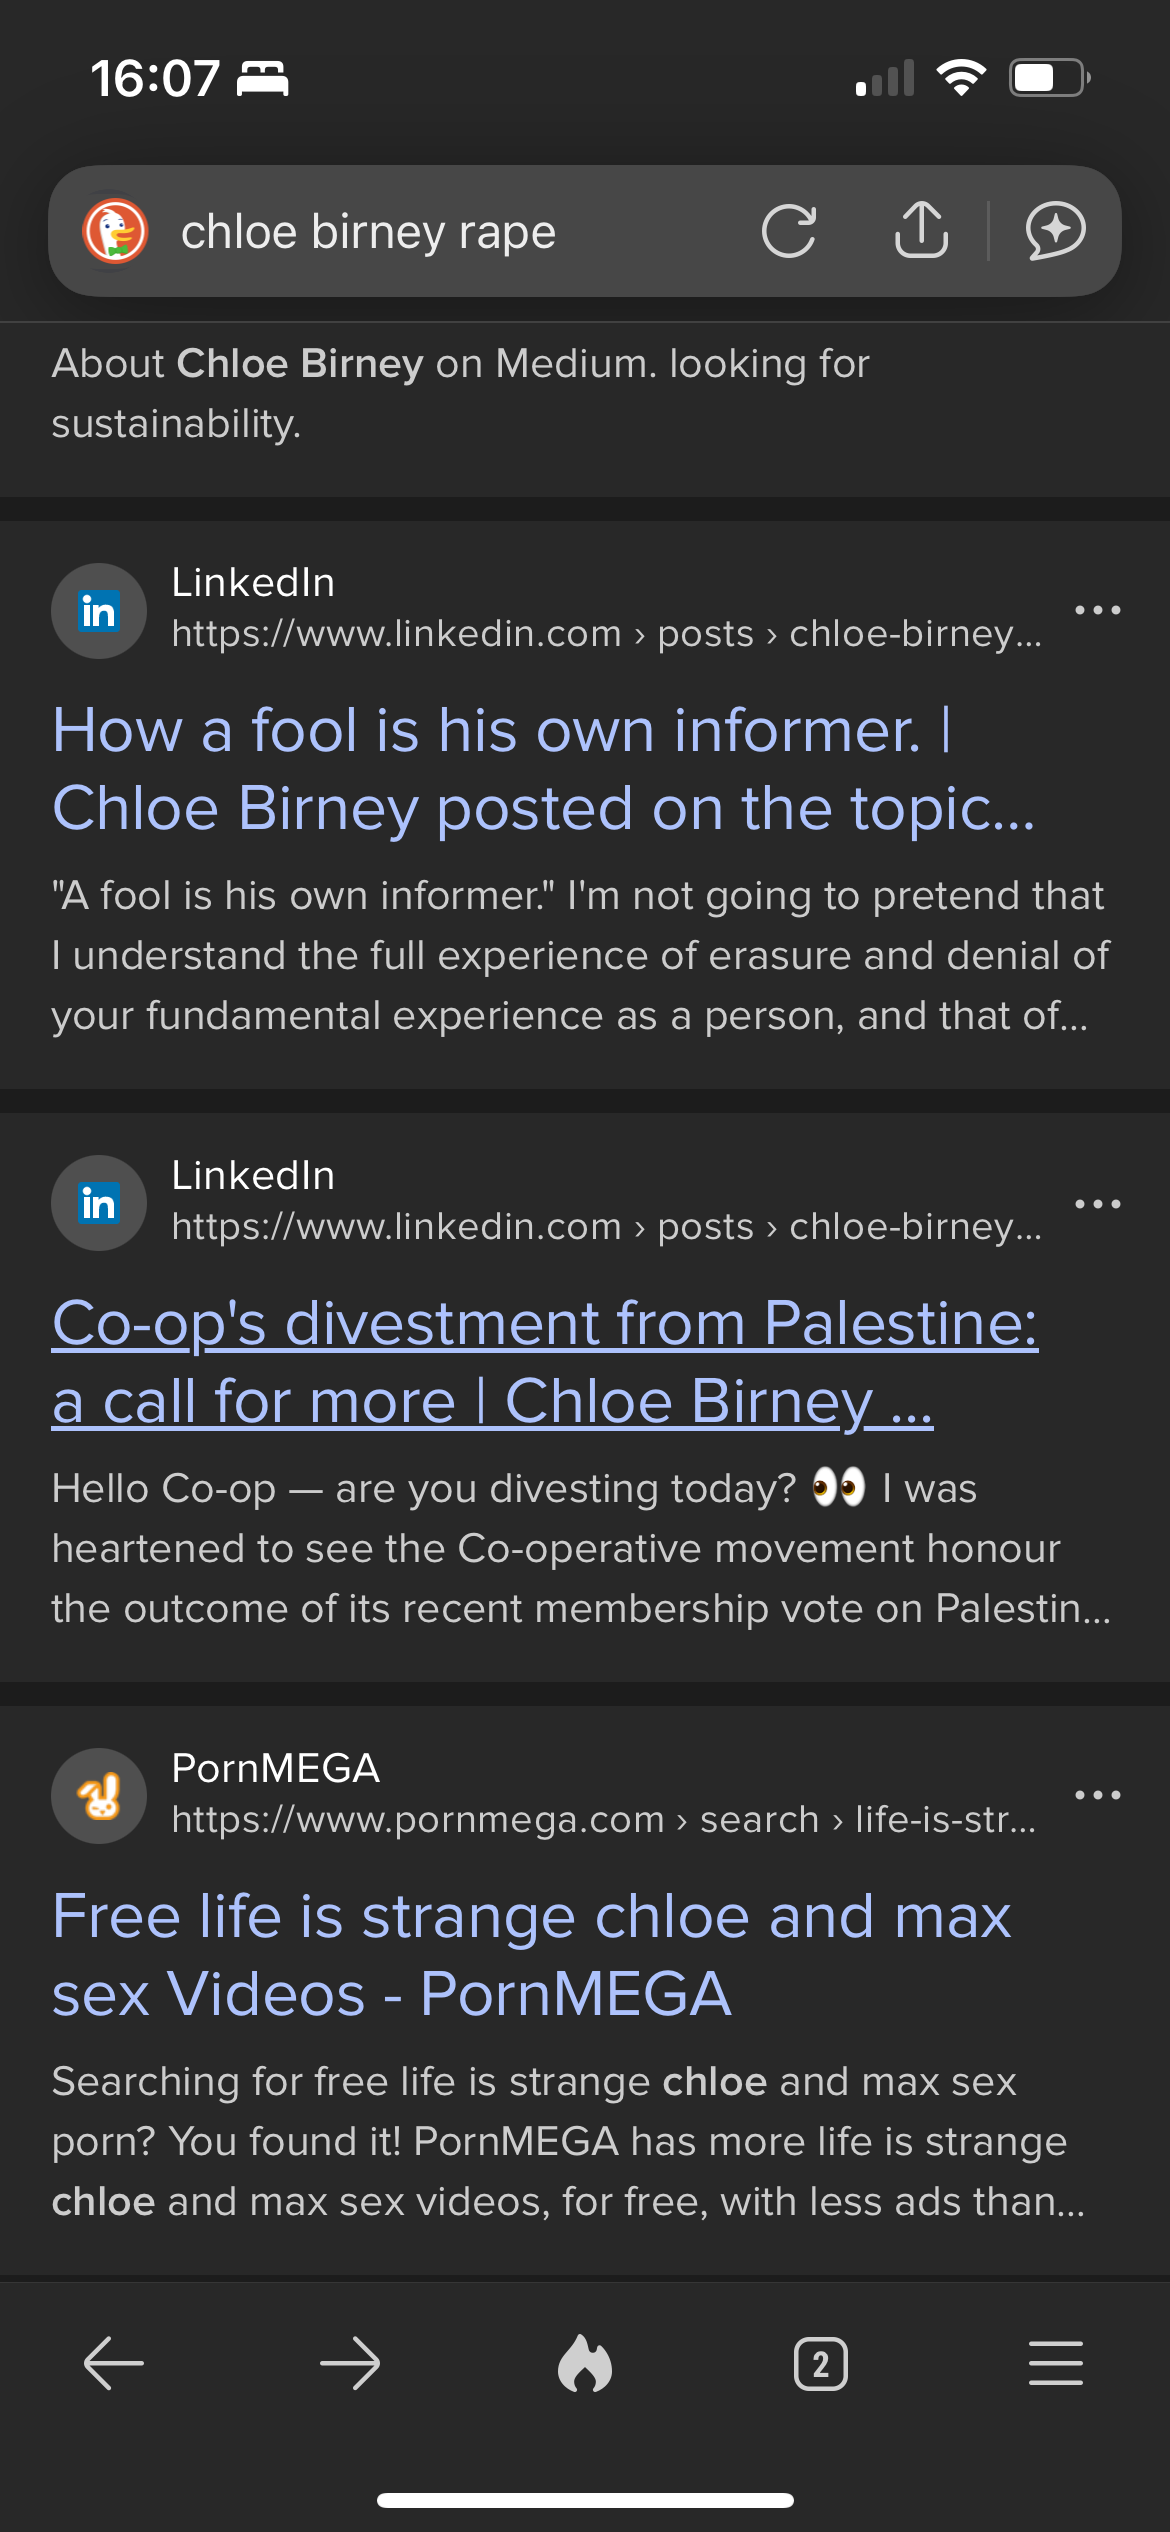 16:07
chloe birney rape
About Chloe Birney on Medium. looking for
sustainability.
in
LinkedIn
https://www.linkedin.com › posts › chloe-birney...
How a fool is his own informer. |
Chloe Birney posted on the topic...
"A fool is his own informer." I'm not going to pretend that
I understand the full experience of erasure and denial of
your fundamental experience as a person, and that of...
in
LinkedIn
https://www.linkedin.com › posts › chloe-birney...
Co-op's divestment from Palestine:
a call for more | Chloe Birney ...
Hello Co-op — are you divesting today? 👀 I was
heartened to see the Co-operative movement honour
the outcome of its recent membership vote on Palestin...
PornMEGA
https://www.pornmega.com › search › life-is-str...
Free life is strange chloe and max
sex Videos - PornMEGA
Searching for free life is strange chloe and max sex
porn? You found it! PornMEGA has more life is strange
chloe and max sex videos, for free, with less ads than...
2